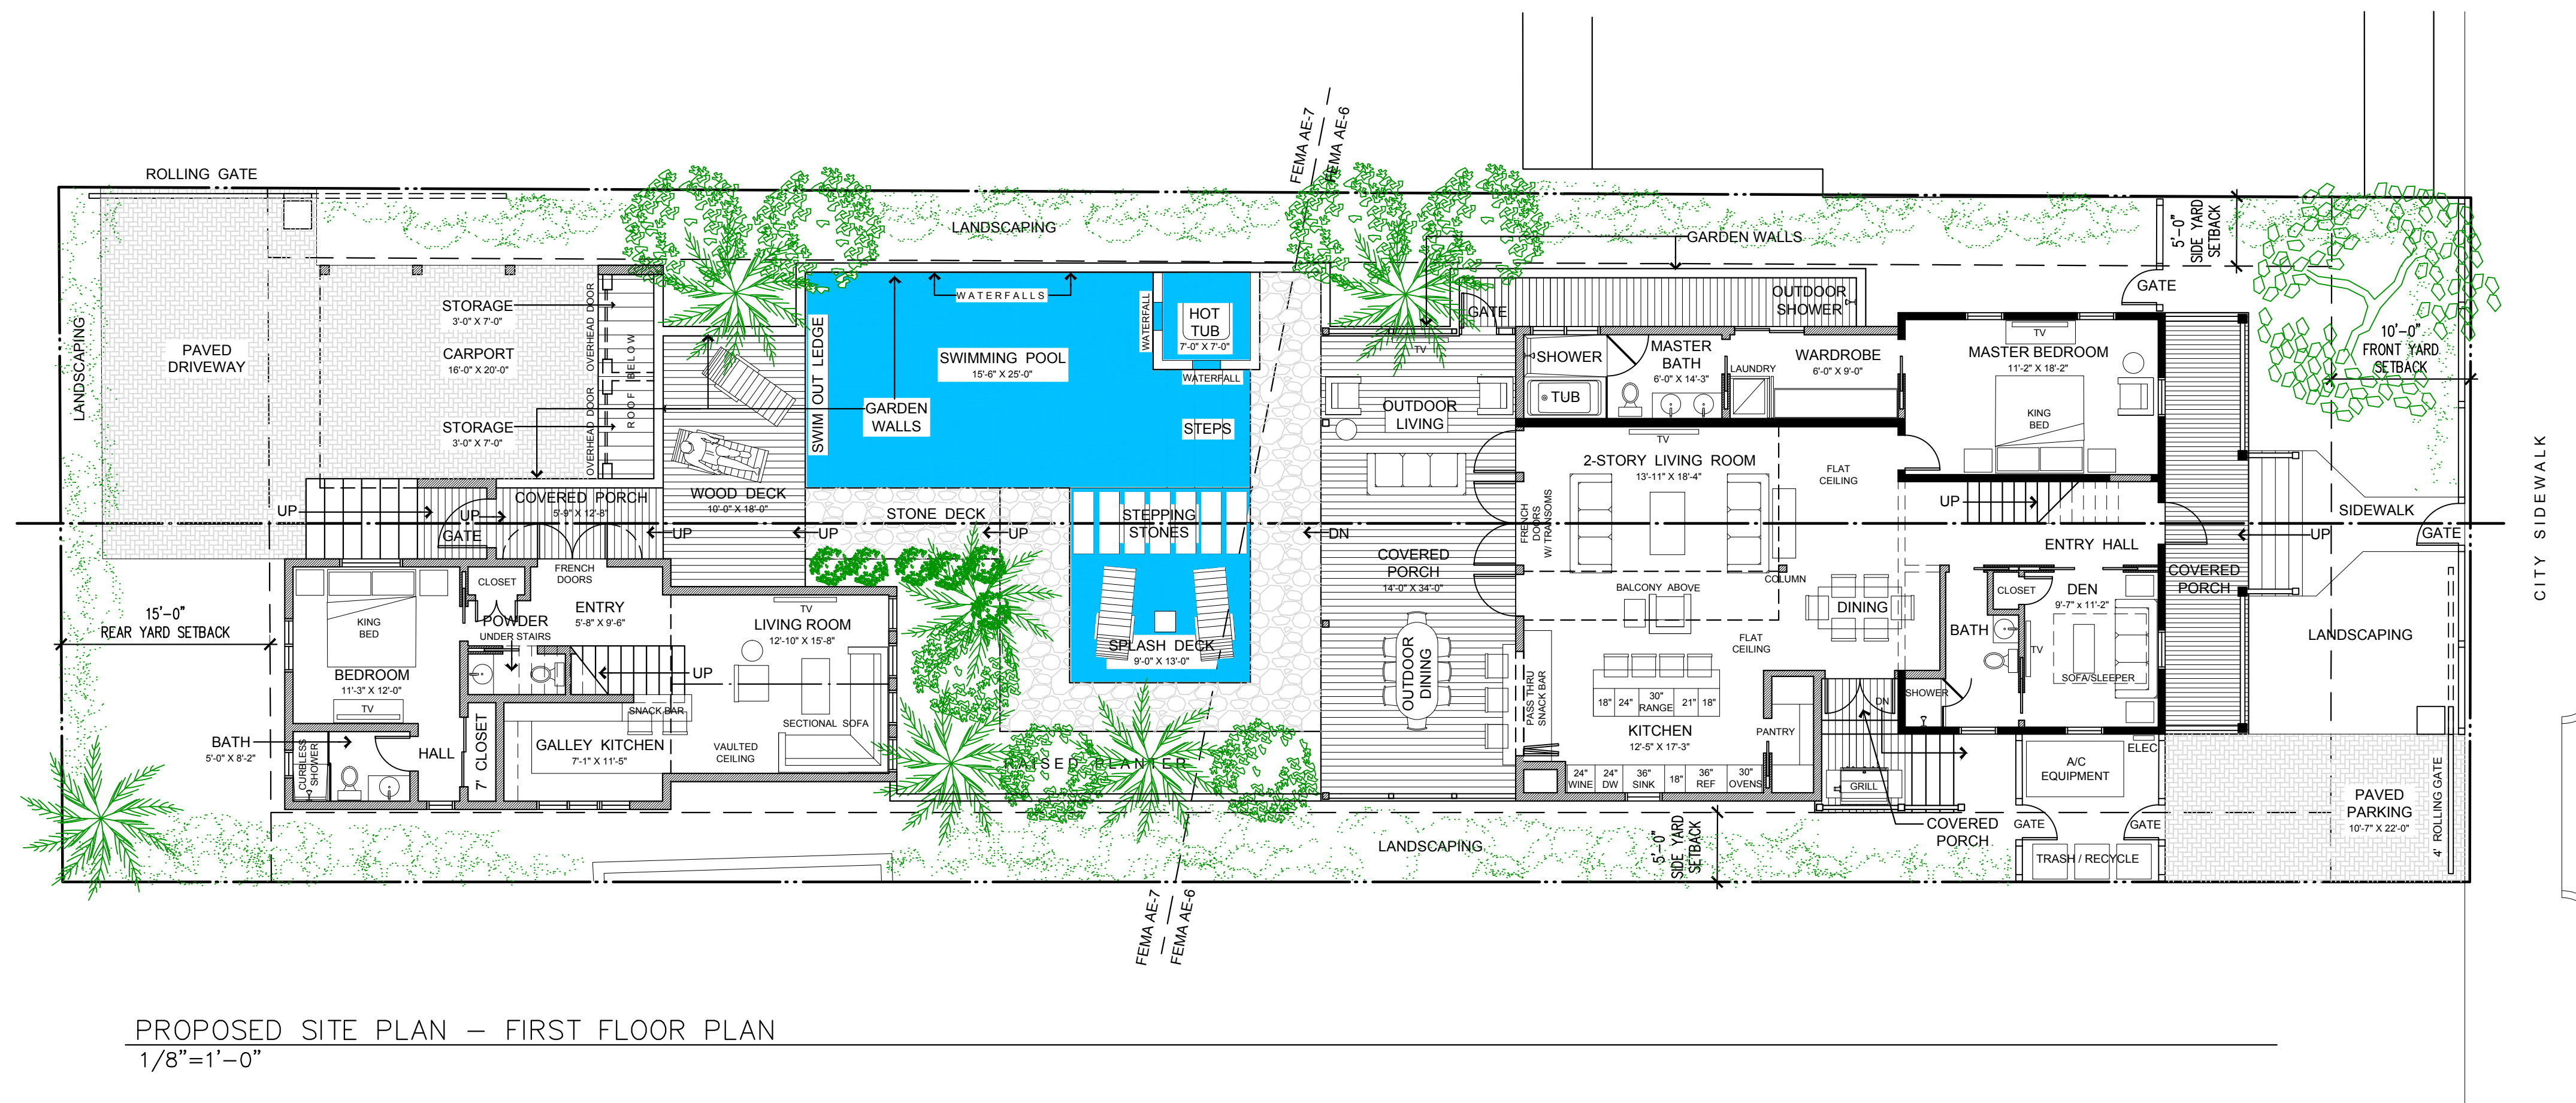 FEMA AE-7
FEMA AE-6
ROLLING GATE
LANDSCAPING
PAVED
DRIVEWAY
15'-0"
REAR YARD SETBACK
STORAGE
3'-0" X 7'-0"
CARPORT
16'-0" X 20'-0"
STORAGE
3'-0" X 7'-0"
OVERHEAD DOOR
OVERHEAD DOOR
ROOF BELOW
UP
UP
GATE
COVERED PORCH
5'-9" X 12'-8"
UP
WOOD DECK
10'-0" X 18'-0"
UP
FRENCH
DOORS
KING
BED
BEDROOM
11'-3" X 12'-0"
TV
CLOSET
POWDER
UNDER STAIRS
ENTRY
5'-8" X 9'-6"
UP
TV
LIVING ROOM
12'-10" X 15'-8"
SECTIONAL SOFA
VAULTED
CEILING
SNACK BAR
GALLEY KITCHEN
7'-1" X 11'-5"
7' CLOSET
HALL
BATH
5'-0" X 8'-2"
CURBLESS
SHOWER
LANDSCAPING
SWIM OUT LEDGE
WATERFALLS
SWIMMING POOL
15'-6" X 25'-0"
GARDEN
WALLS
WATERFALL
HOT
TUB
7'-0" X 7'-0"
WATERFALL
STEPS
STONE DECK
UP
STEPPING
STONES
SPLASH DECK
9'-0" X 13'-0"
RAISED PLANTER
DN
GARDEN WALLS
GATE
OUTDOOR
SHOWER
TV
OUTDOOR
LIVING
COVERED
PORCH
14'-0" X 34'-0"
OUTDOOR
DINING
FRENCH
DOORS
W/ TRANSOMS
PASS THRU
SNACK BAR
SHOWER
TUB
MASTER
BATH
6'-0" X 14'-3"
LAUNDRY
WARDROBE
6'-0" X 9'-0"
TV
MASTER BEDROOM
11'-2" X 18'-2"
KING
BED
TV
2-STORY LIVING ROOM
13'-11" X 18'-4"
FLAT
CEILING
UP
ENTRY HALL
BALCONY ABOVE
COLUMN
DINING
FLAT
CEILING
18"
24"
30"
RANGE
21"
18"
KITCHEN
12'-5" X 17'-3"
PANTRY
24"
WINE
24"
DW
36"
SINK
18"
36"
REF
30"
OVENS
CLOSET
DEN
9'-7" X 11'-2"
BATH
TV
SOFA/SLEEPER
SHOWER
DN
GRILL
COVERED
PORCH
A/C
EQUIPMENT
ELEC
GATE
GATE
TRASH / RECYCLE
LANDSCAPING
5'-0"
SIDE YARD
SETBACK
5'-0"
SIDE YARD
SETBACK
GATE
10'-0"
FRONT YARD
SETBACK
SIDEWALK
UP
GATE
COVERED
PORCH
LANDSCAPING
PAVED
PARKING
10'-7" X 22'-0"
4' ROLLING GATE
CITY SIDEWALK
FEMA AE-7
FEMA AE-6
PROPOSED SITE PLAN – FIRST FLOOR PLAN
1/8"=1'-0"